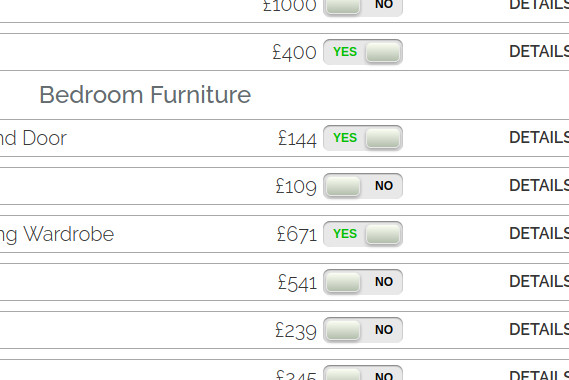 £1000 NO DETAILS
£400 YES DETAILS
Bedroom Furniture
nd Door £144 YES DETAILS
£109 NO DETAILS
ng Wardrobe £671 YES DETAILS
£541 NO DETAILS
£239 NO DETAILS
£245 NO DETAILS